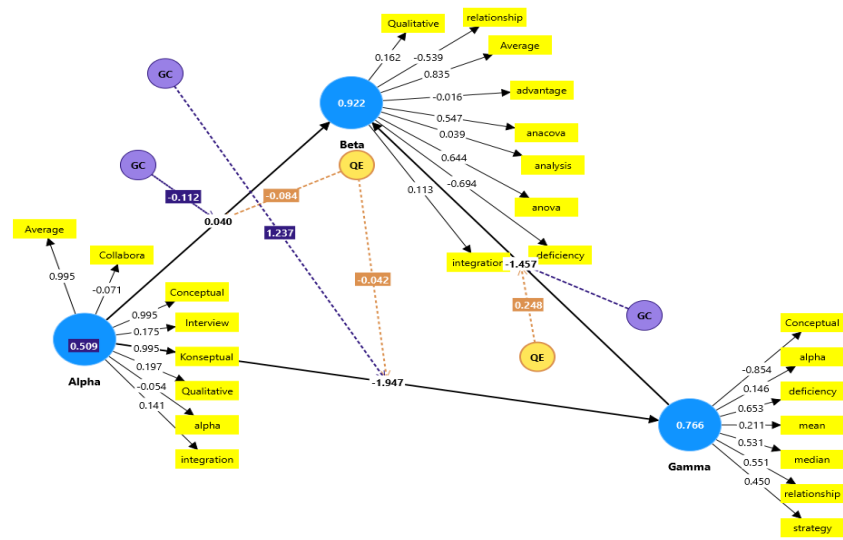 Qualitative
relationship
Average
advantage
anacova
analysis
anova
deficiency
integration
0.162
-0.539
0.835
-0.016
0.547
0.039
0.644
-0.694
0.113
0.922
Beta
GC
GC
QE
-0.112
-0.084
0.040
1.237
-0.042
-1.457
0.248
GC
QE
-1.947
Average
Collabora
Conceptual
Interview
Konseptual
Qualitative
alpha
integration
0.995
-0.071
0.995
0.175
0.995
0.197
-0.054
0.141
0.509
Alpha
0.766
Gamma
-0.854
0.146
0.653
0.211
0.531
0.551
0.450
Conceptual
alpha
deficiency
mean
median
relationship
strategy